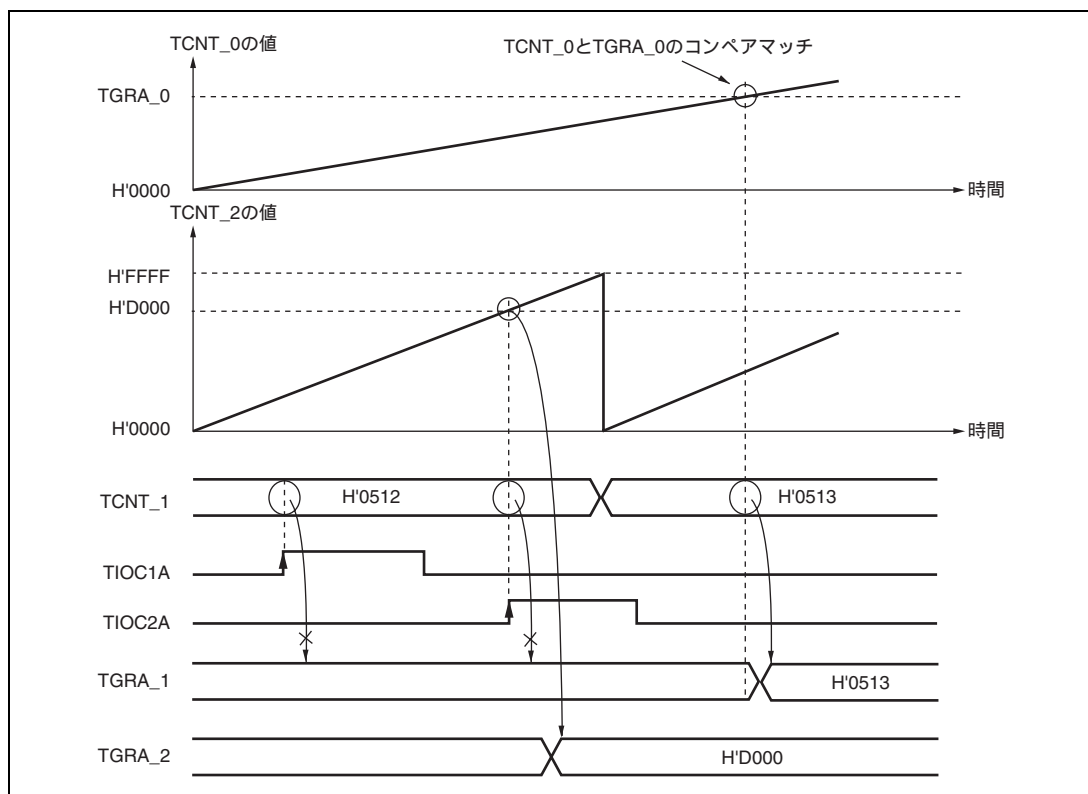 TCNT_0の値
TCNT_0とTGRA_0のコンペアマッチ
TGRA_0
H'0000
時間
TCNT_2の値
H'FFFF
H'D000
H'0000
時間
TCNT_1
H'0512
H'0513
TIOC1A
TIOC2A
TGRA_1
H'0513
TGRA_2
H'D000